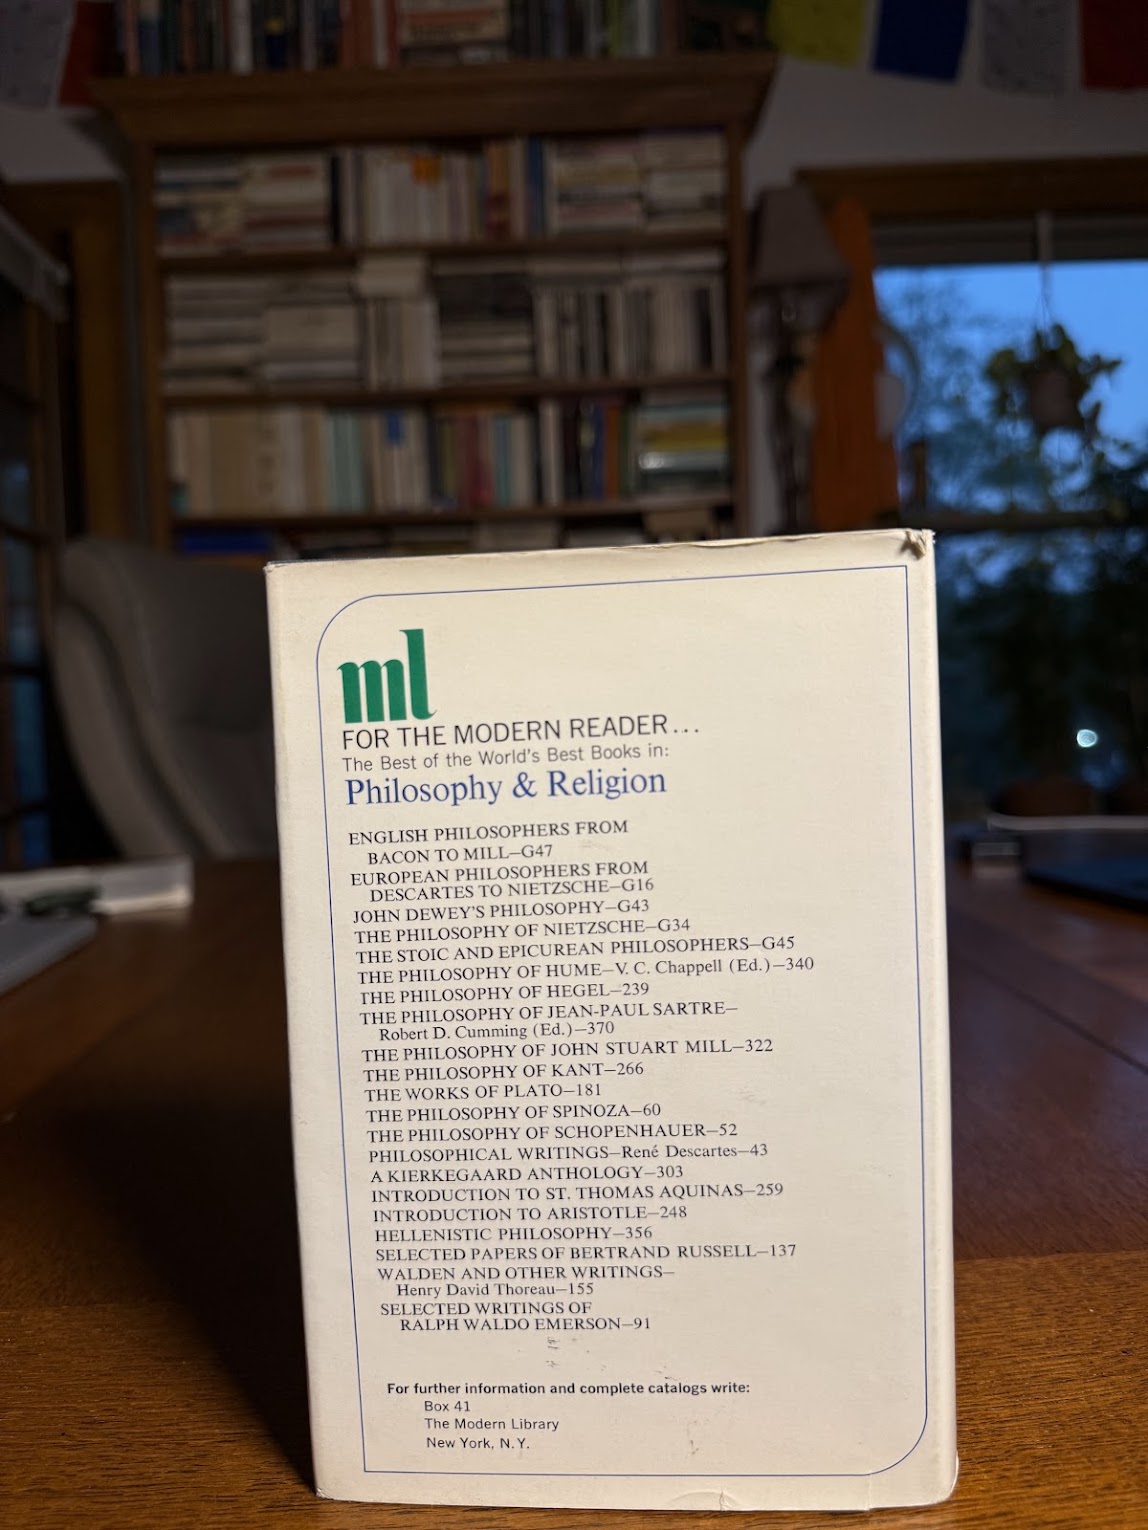 ml
FOR THE MODERN READER...
The Best of the World's Best Books in:
Philosophy & Religion
ENGLISH PHILOSOPHERS FROM
BACON TO MILL—G47
EUROPEAN PHILOSOPHERS FROM
DESCARTES TO NIETZSCHE—G16
JOHN DEWEY'S PHILOSOPHY—G43
THE PHILOSOPHY OF NIETZSCHE—G34
THE STOIC AND EPICUREAN PHILOSOPHERS—G45
THE PHILOSOPHY OF HUME—V. C. Chappell (Ed.)—340
THE PHILOSOPHY OF HEGEL—239
THE PHILOSOPHY OF JEAN-PAUL SARTRE—
Robert D. Cumming (Ed.)—370
THE PHILOSOPHY OF JOHN STUART MILL—322
THE PHILOSOPHY OF KANT—266
THE WORKS OF PLATO—181
THE PHILOSOPHY OF SPINOZA—60
THE PHILOSOPHY OF SCHOPENHAUER—52
PHILOSOPHICAL WRITINGS—René Descartes—43
A KIERKEGAARD ANTHOLOGY—303
INTRODUCTION TO ST. THOMAS AQUINAS—259
INTRODUCTION TO ARISTOTLE—248
HELLENISTIC PHILOSOPHY—356
SELECTED PAPERS OF BERTRAND RUSSELL—137
WALDEN AND OTHER WRITINGS—
Henry David Thoreau—155
SELECTED WRITINGS OF
RALPH WALDO EMERSON—91
For further information and complete catalogs write:
Box 41
The Modern Library
New York, N.Y.